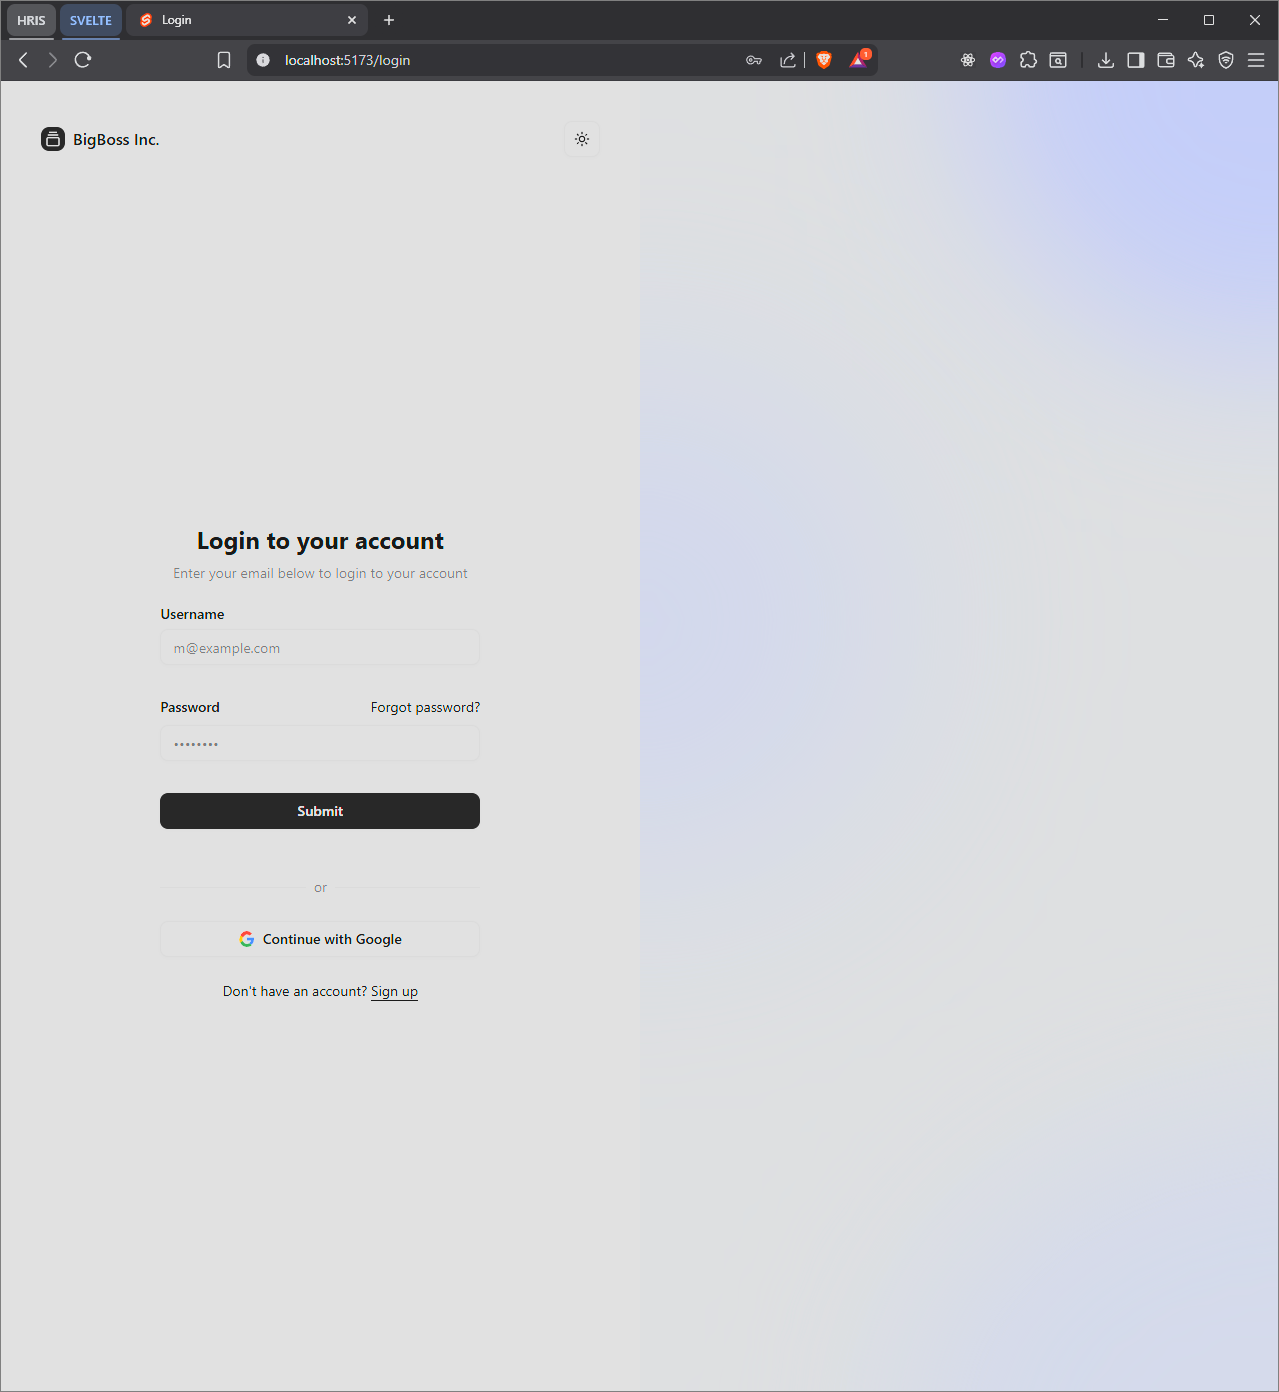 HRIS
SVELTE
Login
localhost:5173/login
1
BigBoss Inc.
Login to your account
Enter your email below to login to your account
Username
m@example.com
Password
Forgot password?
••••••••
Submit
or
Continue with Google
Don't have an account? Sign up